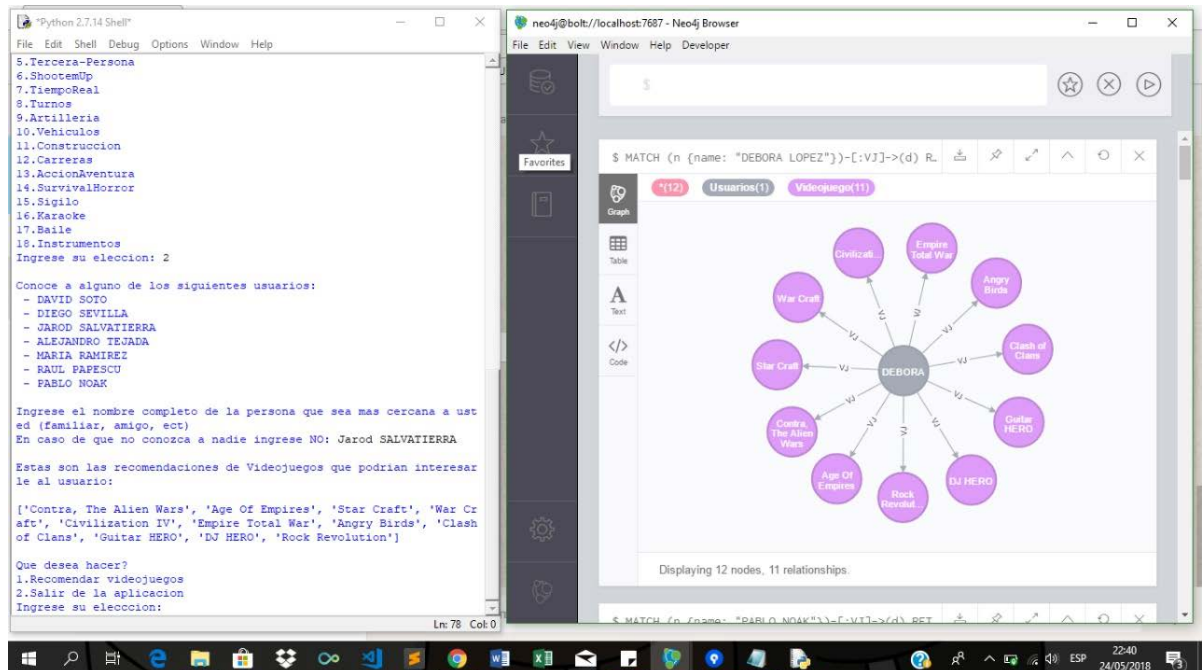 *Python 2.7.14 Shell*
File Edit Shell Debug Options Window Help
5.Tercera-Persona
6.ShootemUp
7.TiempoReal
8.Turnos
9.Artilleria
10.Vehiculos
11.Construccion
12.Carreras
13.AccionAventura
14.SurvivalHorror
15.Sigilo
16.Karaoke
17.Baile
18.Instrumentos
Ingrese su eleccion: 2
Conoce a alguno de los siguientes usuarios:
- DAVID SOTO
- DIEGO SEVILLA
- JAROD SALVATIERRA
- ALEJANDRO TEJADA
- MARIA RAMIREZ
- RAUL PAPESCU
- PABLO NOAK
Ingrese el nombre completo de la persona que sea mas cercana a ust
ed (familiar, amigo, ect)
En caso de que no conozca a nadie ingrese NO: Jarod SALVATIERRA
Estas son las recomendaciones de Videojuegos que podrian interesar
le al usuario:
['Contra, The Alien Wars', 'Age Of Empires', 'Star Craft', 'War Cr
aft', 'Civilization IV', 'Empire Total War', 'Angry Birds', 'Clash
of Clans', 'Guitar HERO', 'DJ HERO', 'Rock Revolution']
Que desea hacer?
1.Recomendar videojuegos
2.Salir de la aplicacion
Ingrese su elecccion:
Ln: 78 Col: 0
neo4j@bolt://localhost:7687 - Neo4j Browser
File Edit View Window Help Developer
$
Favorites
$ MATCH (n {name: "DEBORA LOPEZ"})-[:VJ]->(d) R…
*(12) Usuarios(1) Videojuego(11)
Graph
Table
A
Text
</>
Code
Civilizati…
Empire
Total War
Angry
Birds
War Craft
Clash of
Clans
Star Craft
DEBORA
Guitar
HERO
Contra,
The Alien
Wars
Age Of
Empires
Rock
Revolut…
DJ HERO
VJ
VJ
VJ
VJ
VJ
VJ
VJ
VJ
VJ
VJ
VJ
Displaying 12 nodes, 11 relationships.
$ MATCH (n {name: "PABLO NOAK"})-[:VJ]->(d) RET
ESP
22:40
24/05/2018